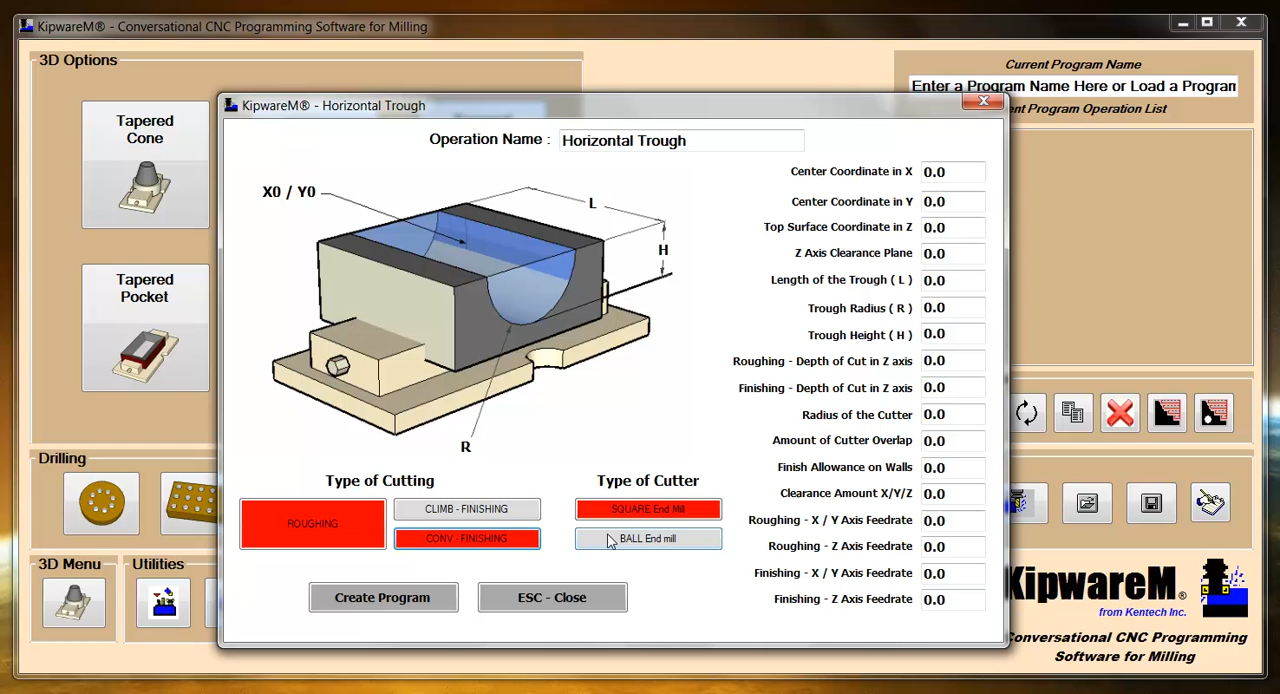 KipwareM® - Conversational CNC Programming Software for Milling
3D Options
Current Program Name
Enter a Program Name Here or Load a Program
nt Program Operation List
Tapered
Cone
Tapered
Pocket
Drilling
3D Menu
Utilities
KipwareM® - Horizontal Trough
Operation Name :
Horizontal Trough
X0 / Y0
L
H
R
Center Coordinate in X
0.0
Center Coordinate in Y
0.0
Top Surface Coordinate in Z
0.0
Z Axis Clearance Plane
0.0
Length of the Trough ( L )
0.0
Trough Radius ( R )
0.0
Trough Height ( H )
0.0
Roughing - Depth of Cut in Z axis
0.0
Finishing - Depth of Cut in Z axis
0.0
Radius of the Cutter
0.0
Amount of Cutter Overlap
0.0
Finish Allowance on Walls
0.0
Clearance Amount X/Y/Z
0.0
Roughing - X / Y Axis Feedrate
0.0
Roughing - Z Axis Feedrate
0.0
Finishing - X / Y Axis Feedrate
0.0
Finishing - Z Axis Feedrate
0.0
Type of Cutting
ROUGHING
CLIMB - FINISHING
CONV - FINISHING
Type of Cutter
SQUARE End Mill
BALL End mill
Create Program
ESC - Close
KipwareM®
from Kentech Inc.
Conversational CNC Programming
Software for Milling